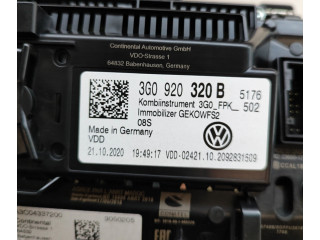 Continental Automotive GmbH
VDO-Strasse 1
64832 Babenhausen, Germany
3G0 920 320 B 5176
Kombiinstrument 3G0_FPK_ 502
Immobilizer GEKOWFS2
08S
Made in Germany
VDD
21.10.2020 19:49:17 VDD-02421.10.2092631509